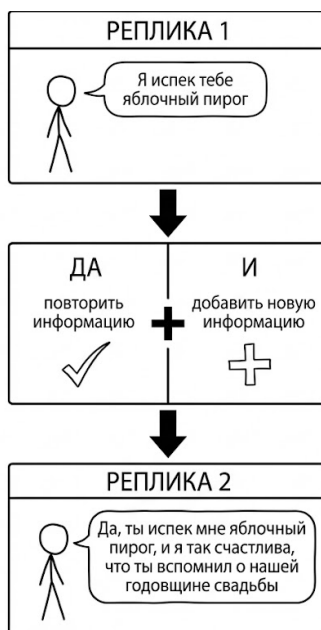 РЕПЛИКА 1
Я испек тебе
яблочный пирог
ДА
повторить
информацию
И
добавить новую
информацию
РЕПЛИКА 2
Да, ты испек мне яблочный
пирог, и я так счастлива,
что ты вспомнил о нашей
годовщине свадьбы